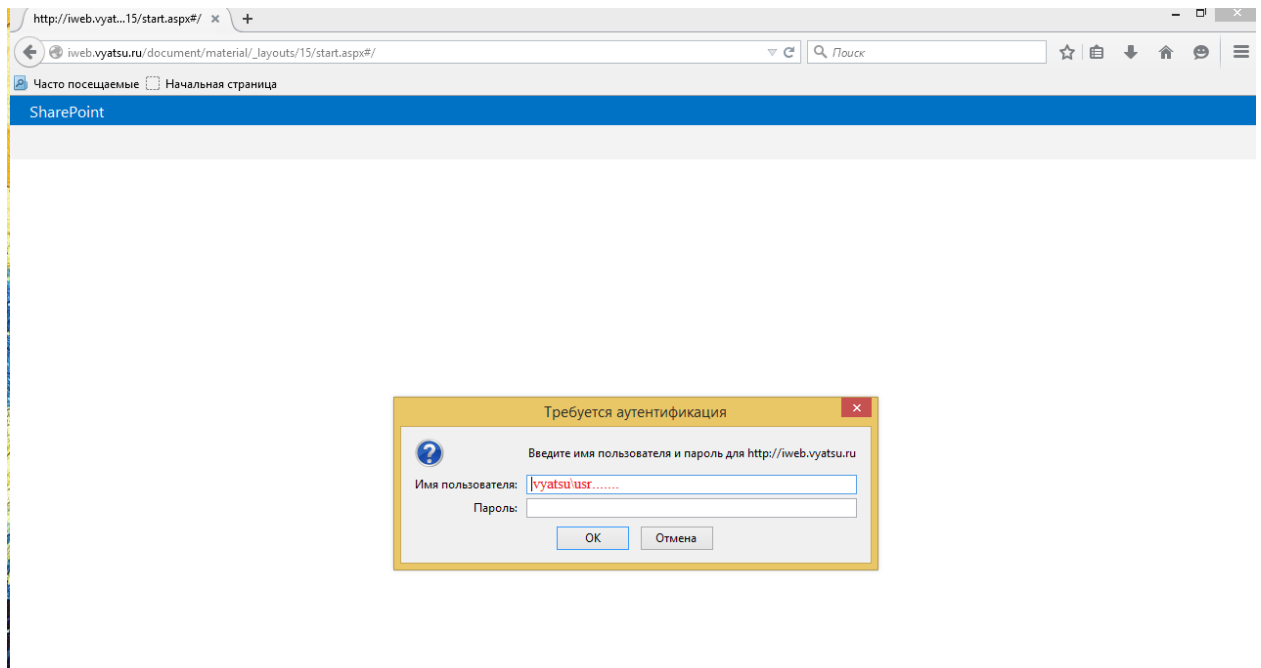 http://iweb.vyat...15/start.aspx#/
iweb.vyatsu.ru/document/material/_layouts/15/start.aspx#/
Поиск
Часто посещаемые Начальная страница
SharePoint
Требуется аутентификация
Введите имя пользователя и пароль для http://iweb.vyatsu.ru
Имя пользователя: vyatsu\usr.......
Пароль:
OK Отмена